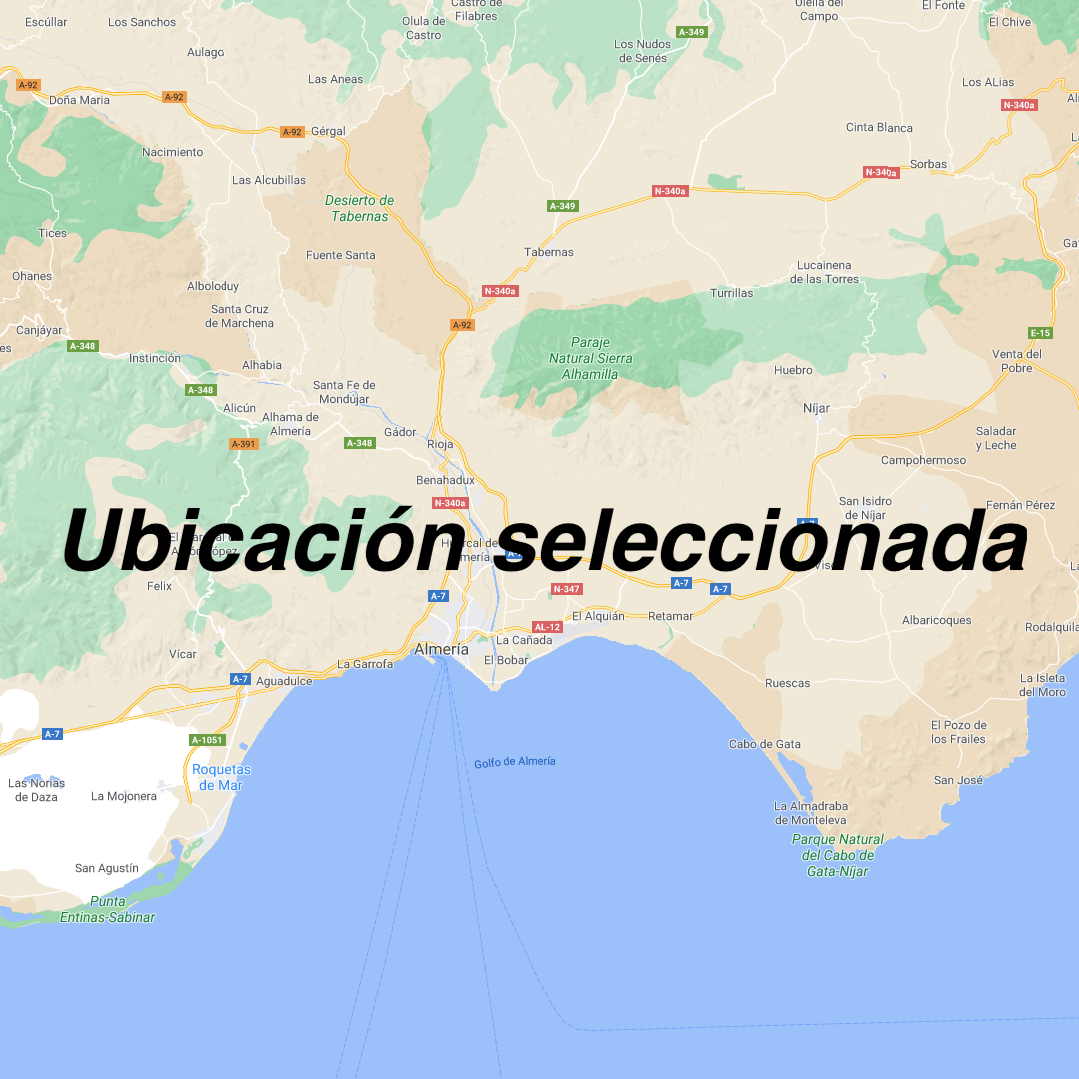 Castro de
Filabres
Ulella del
Campo
El Fonte
Escúllar
Los Sanchos
Olula de
Castro
A-349
El Chive
Aulago
Los Nudos
de Senés
Las Aneas
Los ALias
A-92
Doña Maria
A-92
N-340a
A-92
Gérgal
Cinta Blanca
Nacimiento
Sorbas
N-340a
Las Alcubillas
N-340a
Desierto de
Tabernas
A-349
Tices
Fuente Santa
Tabernas
Ohanes
Lucainena
de las Torres
Alboloduy
N-340a
Turrillas
Santa Cruz
de Marchena
A-92
Canjáyar
E-15
A-348
Paraje
Natural Sierra
Alhamilla
Instinción
Alhabia
Venta del
Pobre
Huebro
A-348
Santa Fe de
Mondújar
Alicún
Níjar
Alhama de
Almería
Gádor
A-391
A-348
Rioja
Saladar
y Leche
Campohermoso
Benahadux
N-340a
San Isidro
de Níjar
Fernán Pérez
A-7
Ubicación seleccionada
Felix
A-7
N-347
A-7
A-7
El Alquián
Retamar
Albaricoques
AL-12
Rodalquila
La Cañada
Almería
Vícar
La Garrofa
El Bobar
A-7
Aguadulce
Ruescas
La Isleta
del Moro
A-7
A-1051
El Pozo de
los Frailes
Cabo de Gata
Golfo de Almería
Roquetas
de Mar
Las Norias
de Daza
La Mojonera
San José
La Almadraba
de Monteleva
Parque Natural
del Cabo de
Gata-Níjar
San Agustín
Punta
Entinas-Sabinar